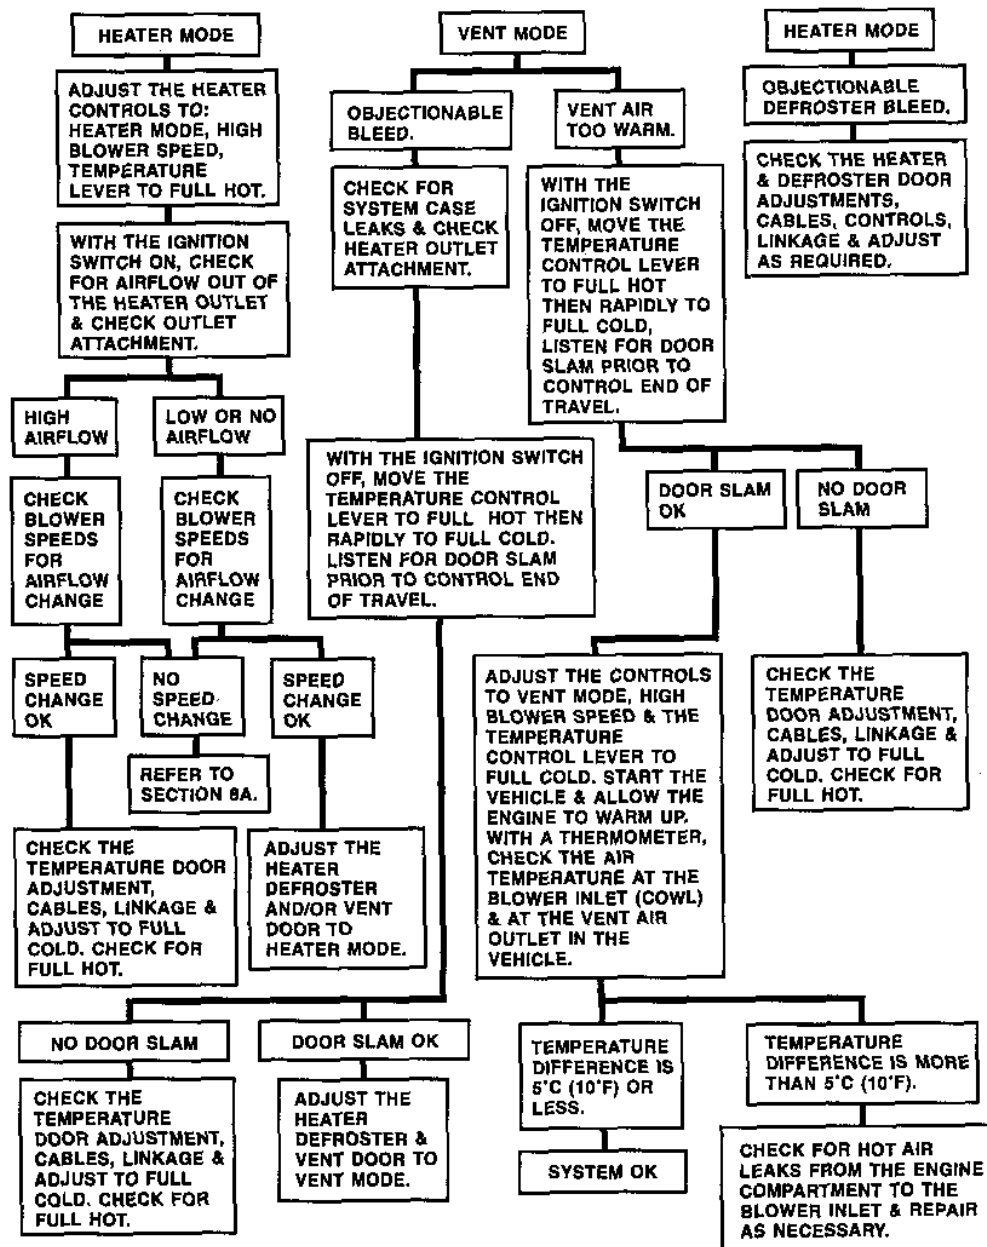 HEATER MODE
ADJUST THE HEATER
CONTROLS TO:
HEATER MODE, HIGH
BLOWER SPEED,
TEMPERATURE
LEVER TO FULL HOT.
WITH THE IGNITION
SWITCH ON, CHECK
FOR AIRFLOW OUT OF
THE HEATER OUTLET
& CHECK OUTLET
ATTACHMENT.
HIGH
AIRFLOW
LOW OR NO
AIRFLOW
CHECK
BLOWER
SPEEDS
FOR
AIRFLOW
CHANGE
CHECK
BLOWER
SPEEDS
FOR
AIRFLOW
CHANGE
SPEED
CHANGE
OK
NO
SPEED
CHANGE
SPEED
CHANGE
OK
REFER TO
SECTION 8A.
CHECK THE
TEMPERATURE DOOR
ADJUSTMENT,
CABLES, LINKAGE &
ADJUST TO FULL
COLD. CHECK FOR
FULL HOT.
ADJUST THE
HEATER
DEFROSTER
AND/OR VENT
DOOR TO
HEATER MODE.
VENT MODE
OBJECTIONABLE
BLEED.
CHECK FOR
SYSTEM CASE
LEAKS & CHECK
HEATER OUTLET
ATTACHMENT.
WITH THE IGNITION SWITCH
OFF, MOVE THE
TEMPERATURE CONTROL
LEVER TO FULL HOT THEN
RAPIDLY TO FULL COLD.
LISTEN FOR DOOR SLAM
PRIOR TO CONTROL END
OF TRAVEL.
NO DOOR SLAM
CHECK THE
TEMPERATURE
DOOR ADJUSTMENT,
CABLES, LINKAGE &
ADJUST TO FULL
COLD. CHECK FOR
FULL HOT.
DOOR SLAM OK
ADJUST THE
HEATER
DEFROSTER &
VENT DOOR TO
VENT MODE.
VENT AIR
TOO WARM.
WITH THE
IGNITION SWITCH
OFF, MOVE THE
TEMPERATURE
CONTROL LEVER
TO FULL HOT
THEN RAPIDLY TO
FULL COLD,
LISTEN FOR DOOR
SLAM PRIOR TO
CONTROL END OF
TRAVEL.
DOOR SLAM
OK
NO DOOR
SLAM
ADJUST THE CONTROLS
TO VENT MODE, HIGH
BLOWER SPEED & THE
TEMPERATURE
CONTROL LEVER TO
FULL COLD. START THE
VEHICLE & ALLOW THE
ENGINE TO WARM UP.
WITH A THERMOMETER,
CHECK THE AIR
TEMPERATURE AT THE
BLOWER INLET (COWL)
& AT THE VENT AIR
OUTLET IN THE
VEHICLE.
CHECK THE
TEMPERATURE
DOOR ADJUSTMENT,
CABLES, LINKAGE &
ADJUST TO FULL
COLD. CHECK FOR
FULL HOT.
TEMPERATURE
DIFFERENCE IS
5°C (10°F) OR
LESS.
SYSTEM OK
TEMPERATURE
DIFFERENCE IS MORE
THAN 5°C (10°F).
CHECK FOR HOT AIR
LEAKS FROM THE ENGINE
COMPARTMENT TO THE
BLOWER INLET & REPAIR
AS NECESSARY.
HEATER MODE
OBJECTIONABLE
DEFROSTER BLEED.
CHECK THE HEATER
& DEFROSTER DOOR
ADJUSTMENTS,
CABLES, CONTROLS,
LINKAGE & ADJUST
AS REQUIRED.